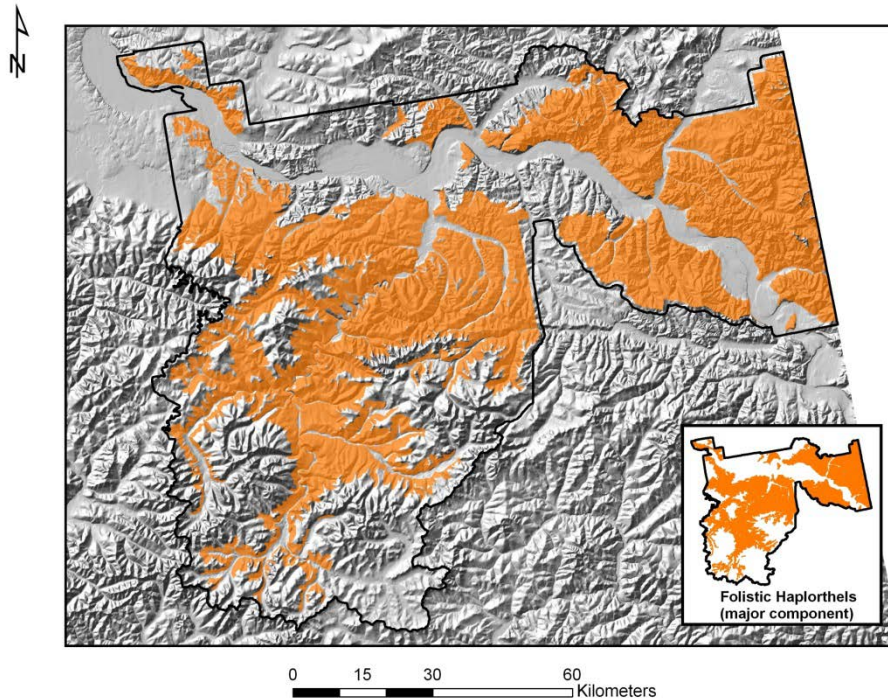 N
Folistic Haplorthels
(major component)
0 15 30 60
Kilometers